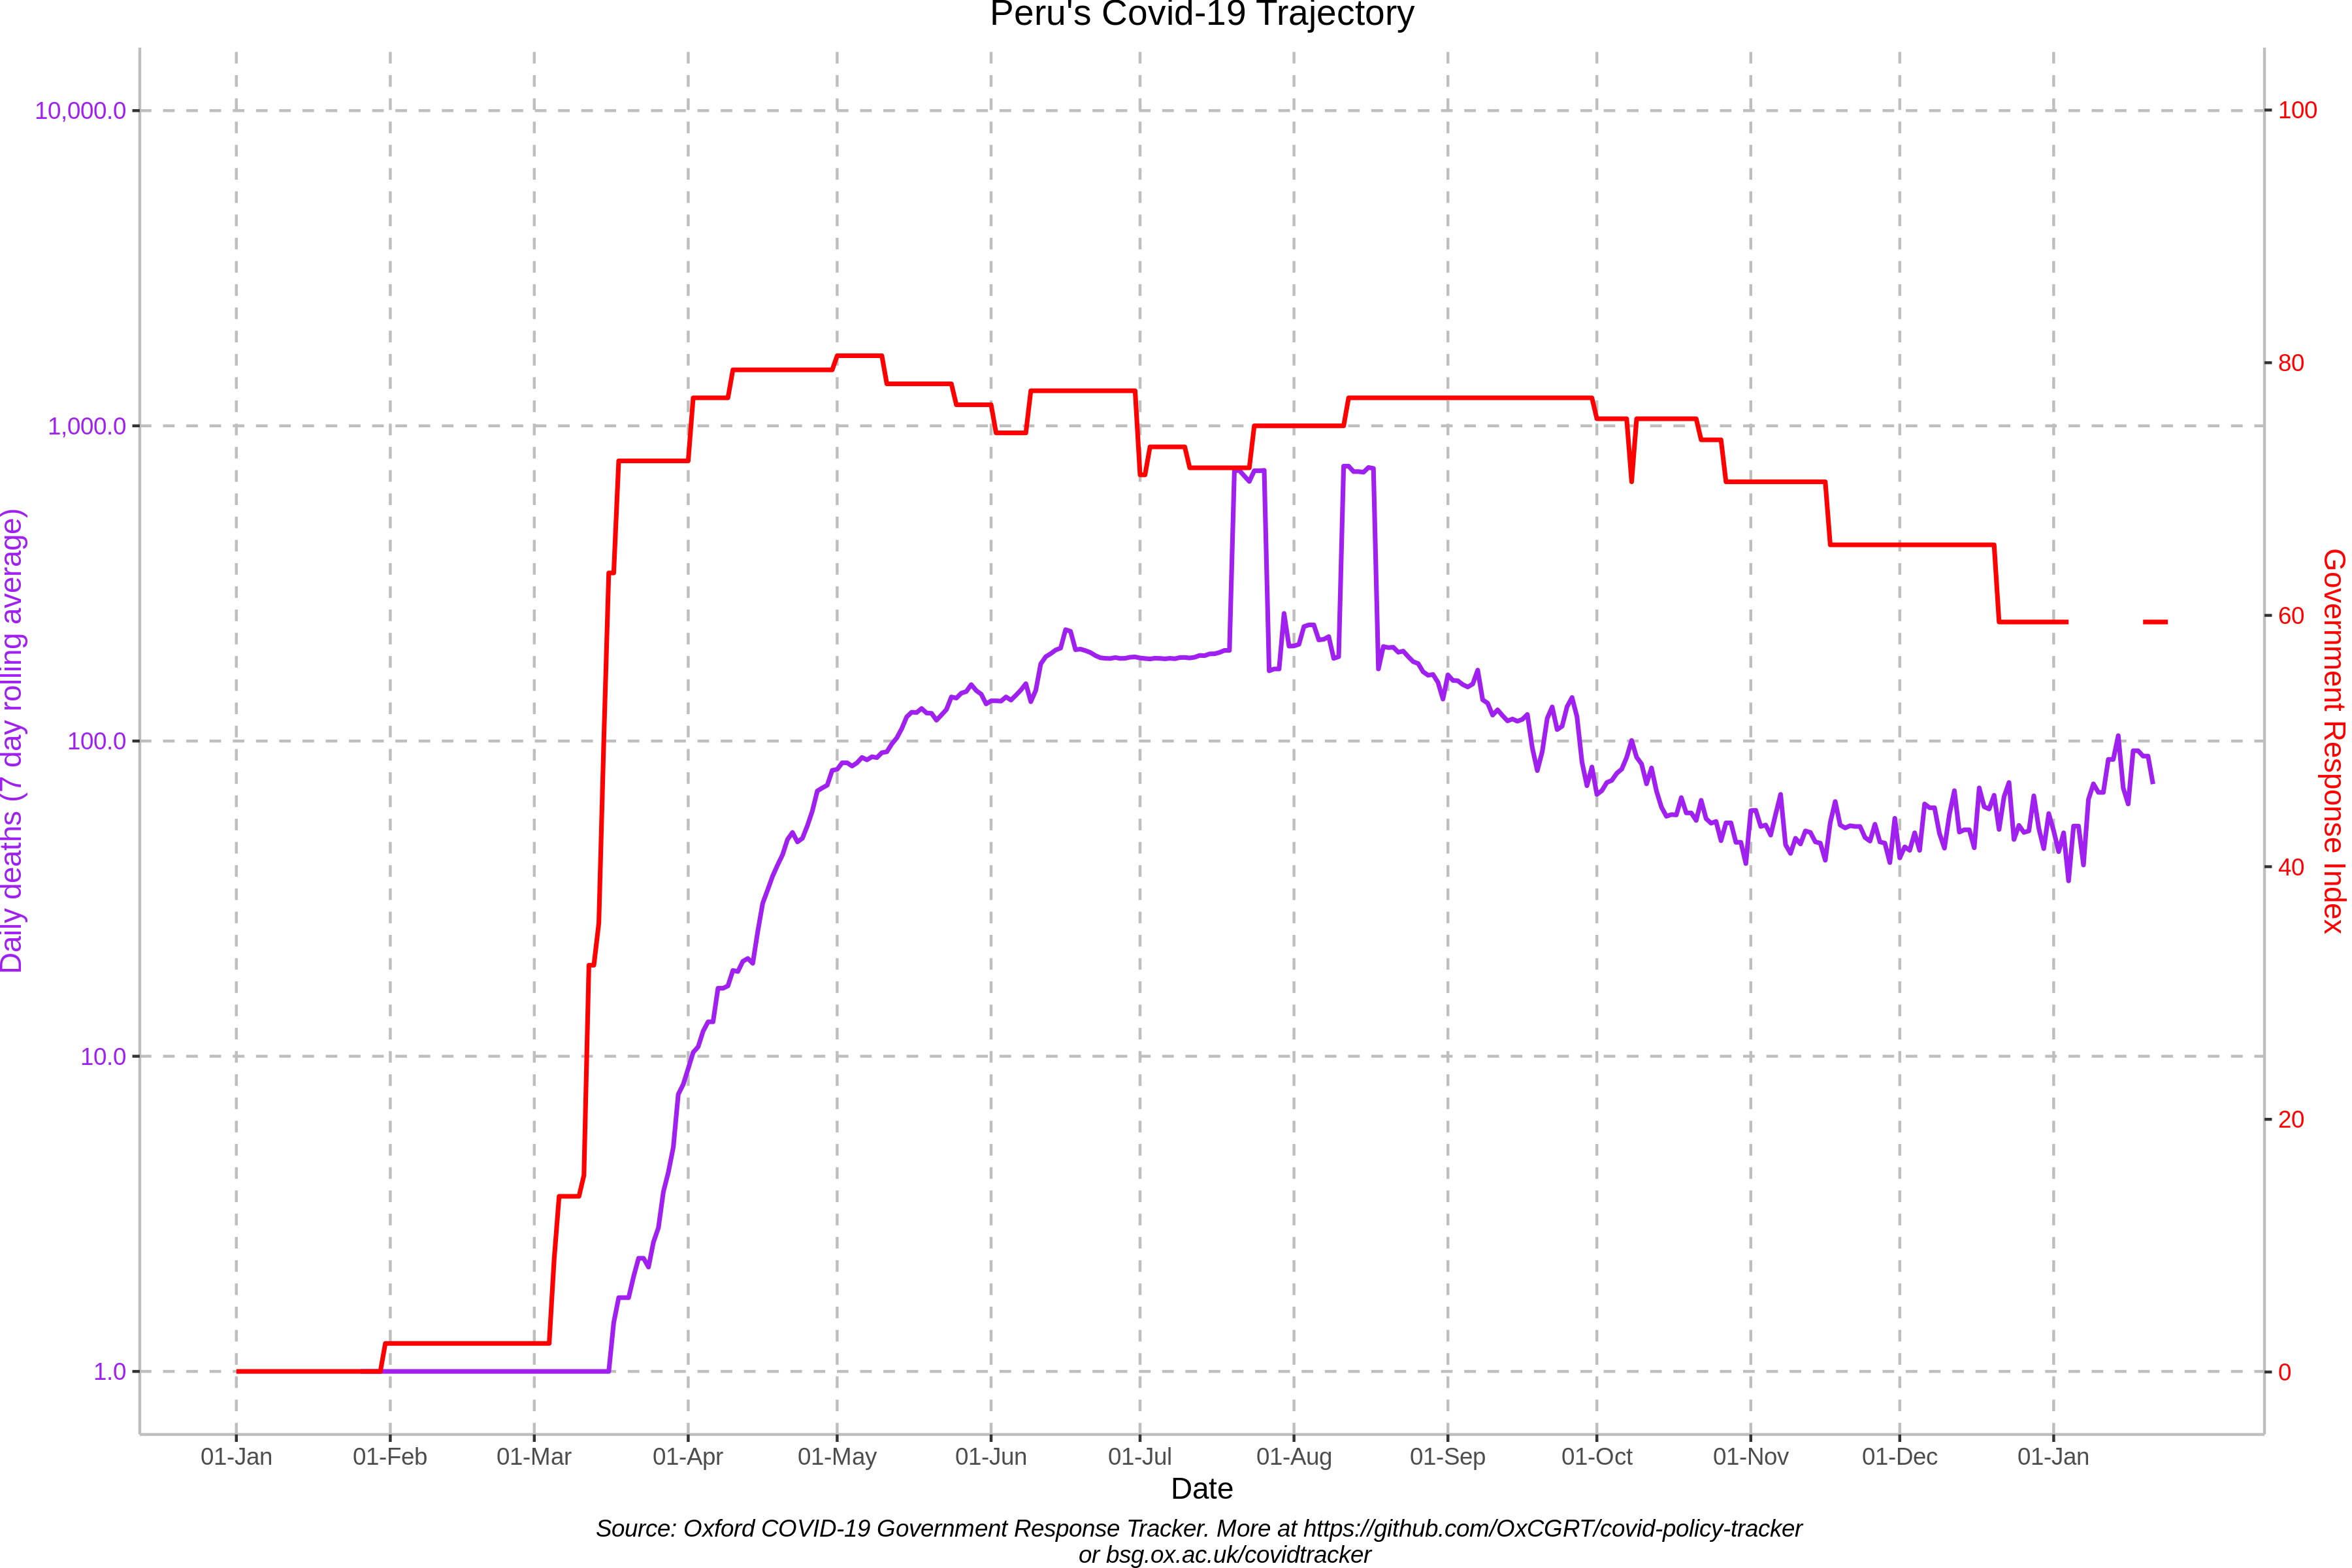 Peru's Covid-19 Trajectory
10,000.0
1,000.0
100.0
10.0
1.0
Daily deaths (7 day rolling average)
100
80
60
40
20
0
Government Response Index
01-Jan 01-Feb 01-Mar 01-Apr 01-May 01-Jun 01-Jul 01-Aug 01-Sep 01-Oct 01-Nov 01-Dec 01-Jan
Date
Source: Oxford COVID-19 Government Response Tracker. More at https://github.com/OxCGRT/covid-policy-tracker
or bsg.ox.ac.uk/covidtracker